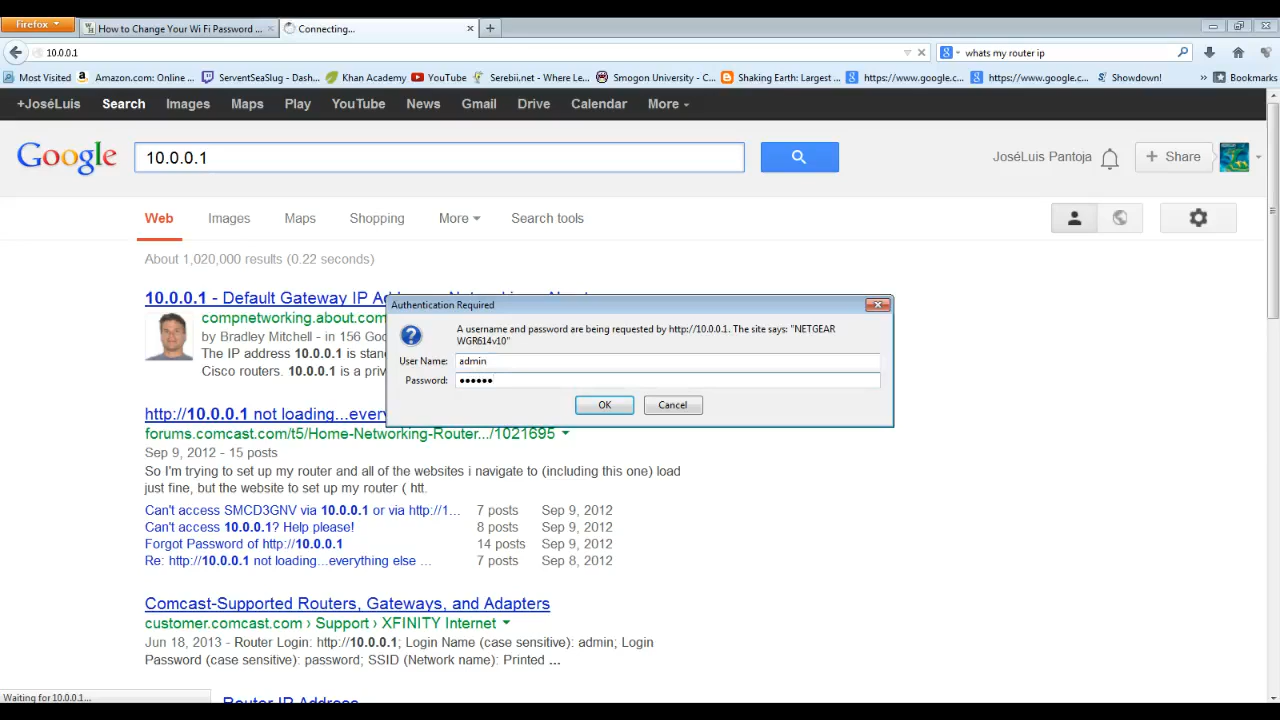 Firefox
How to Change Your Wi Fi Password ...
Connecting...
10.0.0.1
whats my router ip
Most Visited
Amazon.com: Online ...
ServentSeaSlug - Dash...
Khan Academy
YouTube
Serebii.net - Where Le...
Smogon University - C...
Shaking Earth: Largest ...
https://www.google.c...
https://www.google.c...
Showdown!
»
Bookmarks
+JoséLuis Search Images Maps Play YouTube News Gmail Drive Calendar More
Google
10.0.0.1
JoséLuis Pantoja
+ Share
Web Images Maps Shopping More Search tools
About 1,020,000 results (0.22 seconds)
10.0.0.1 - Default Gateway IP
compnetworking.about.com
by Bradley Mitchell - in 156
The IP address 10.0.0.1 is
Cisco routers. 10.0.0.1 is a
Authentication Required
A username and password are being requested by http://10.0.0.1. The site says: "NETGEAR
WGR614v10"
User Name: admin
Password: ●●●●●●
OK Cancel
http://10.0.0.1 not loading...
forums.comcast.com/t5/Home-Networking-Router.../1021695
Sep 9, 2012 - 15 posts
So I'm trying to set up my router and all of the websites i navigate to (including this one) load
just fine, but the website to set up my router ( htt.
Can't access SMCD3GNV via 10.0.0.1 or via http://1... 7 posts Sep 9, 2012
Can't access 10.0.0.1? Help please! 8 posts Sep 9, 2012
Forgot Password of http://10.0.0.1 14 posts Sep 9, 2012
Re: http://10.0.0.1 not loading...everything else ... 7 posts Sep 8, 2012
Comcast-Supported Routers, Gateways, and Adapters
customer.comcast.com › Support › XFINITY Internet
Jun 18, 2013 - Router Login: http://10.0.0.1; Login Name (case sensitive): admin; Login
Password (case sensitive): password; SSID (Network name): Printed ...
Router IP Address
Waiting for 10.0.0.1...